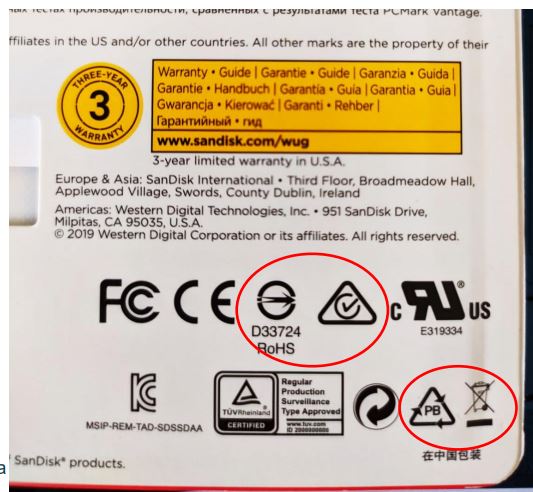 ных тестах производительности, сравненных с результатами теста PCMark Vantage.
ffiliates in the US and/or other countries. All other marks are the property of their
THREE-YEAR
3
WARRANTY
Warranty • Guide | Garantie • Guide | Garanzia • Guida |
Garantie • Handbuch | Garantía • Guía | Garantia • Guia |
Gwarancja • Kierować | Garanti • Rehber |
Гарантийный • гид
www.sandisk.com/wug
3-year limited warranty in U.S.A.
Europe & Asia: SanDisk International • Third Floor, Broadmeadow Hall,
Applewood Village, Swords, County Dublin, Ireland
Americas: Western Digital Technologies, Inc. • 951 SanDisk Drive,
Milpitas, CA 95035, U.S.A.
© 2019 Western Digital Corporation or its affiliates. All rights reserved.
FC CE
D33724
RoHS
c RU US
E319334
MSIP-REM-TAD-SDSSDAA
TÜVRheinland
CERTIFIED
Regular
Production
Surveillance
Type Approved
www.tuv.com
ID 2000000000
PB
在中国包装
a
SanDisk® products.